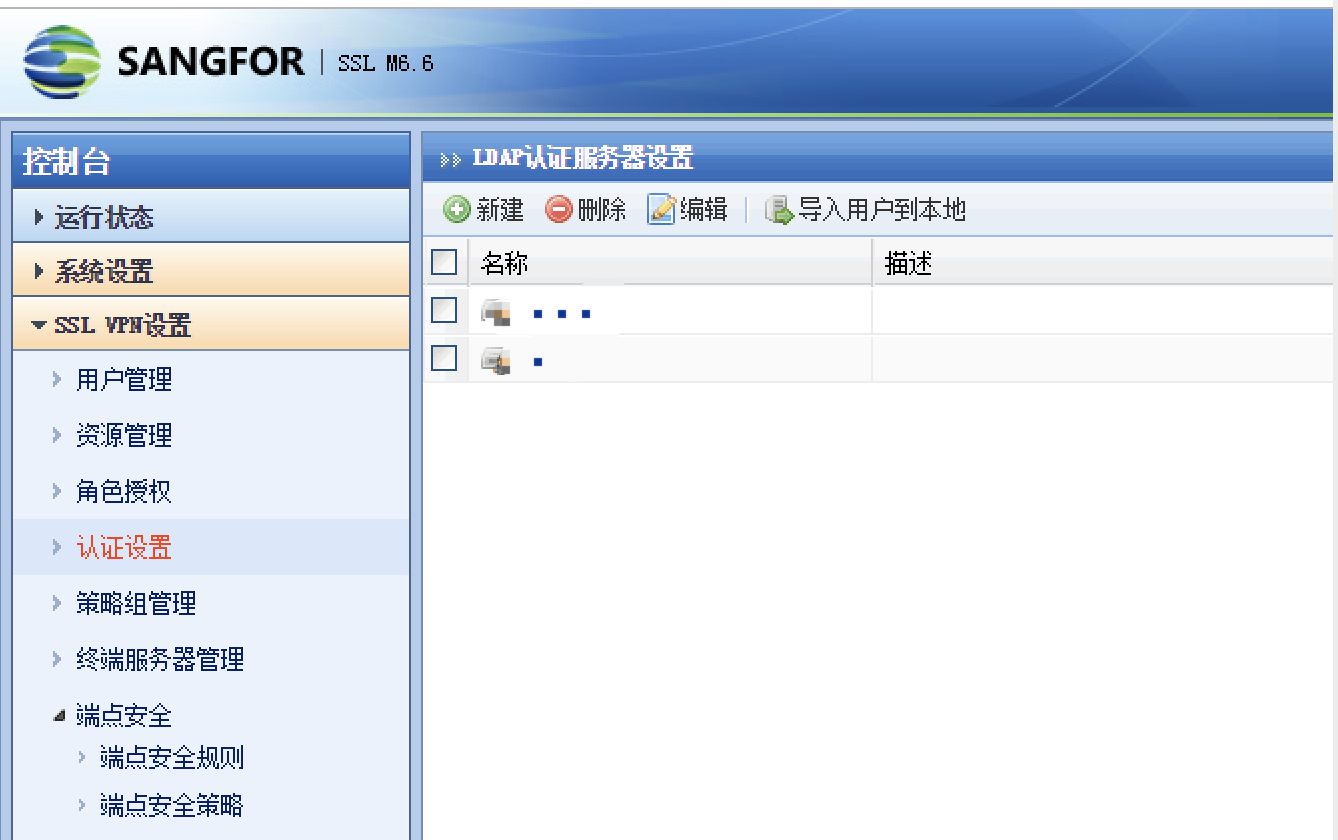 SANGFOR | SSL M6.6
控制台
运行状态
系统设置
SSL VPN设置
用户管理
资源管理
角色授权
认证设置
策略组管理
终端服务器管理
端点安全
端点安全规则
端点安全策略
LDAP认证服务器设置
新建 删除 编辑 导入用户到本地
名称 描述